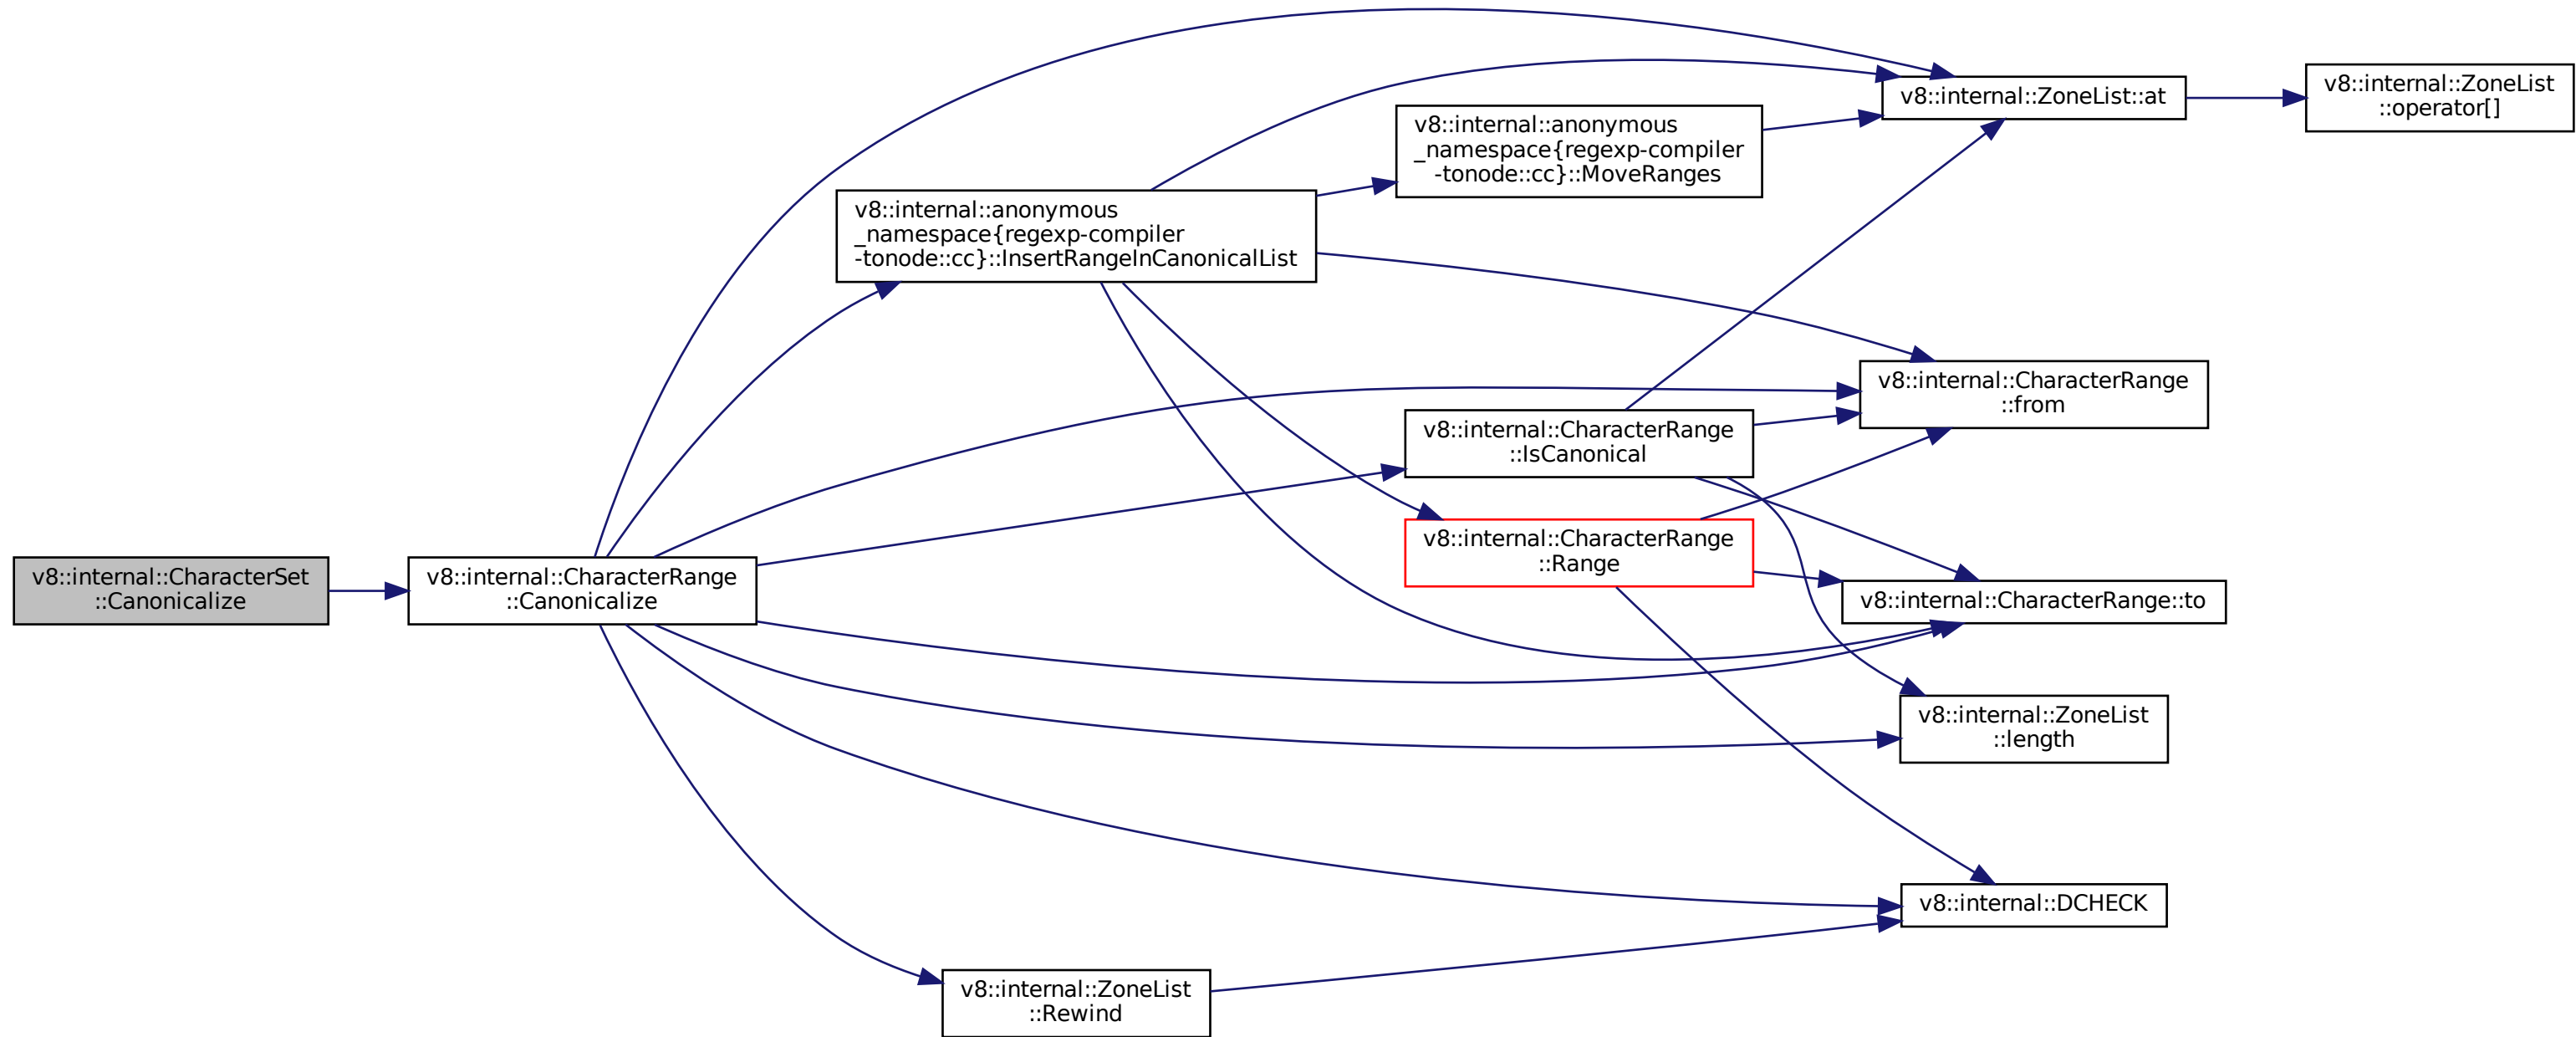 v8::internal::CharacterSet
::Canonicalize
v8::internal::CharacterRange
::Canonicalize
v8::internal::anonymous
_namespace{regexp-compiler
-tonode::cc}::InsertRangeInCanonicalList
v8::internal::ZoneList
::Rewind
v8::internal::anonymous
_namespace{regexp-compiler
-tonode::cc}::MoveRanges
v8::internal::CharacterRange
::IsCanonical
v8::internal::CharacterRange
::Range
v8::internal::ZoneList::at
v8::internal::CharacterRange
::from
v8::internal::CharacterRange::to
v8::internal::ZoneList
::length
v8::internal::DCHECK
v8::internal::ZoneList
::operator[]